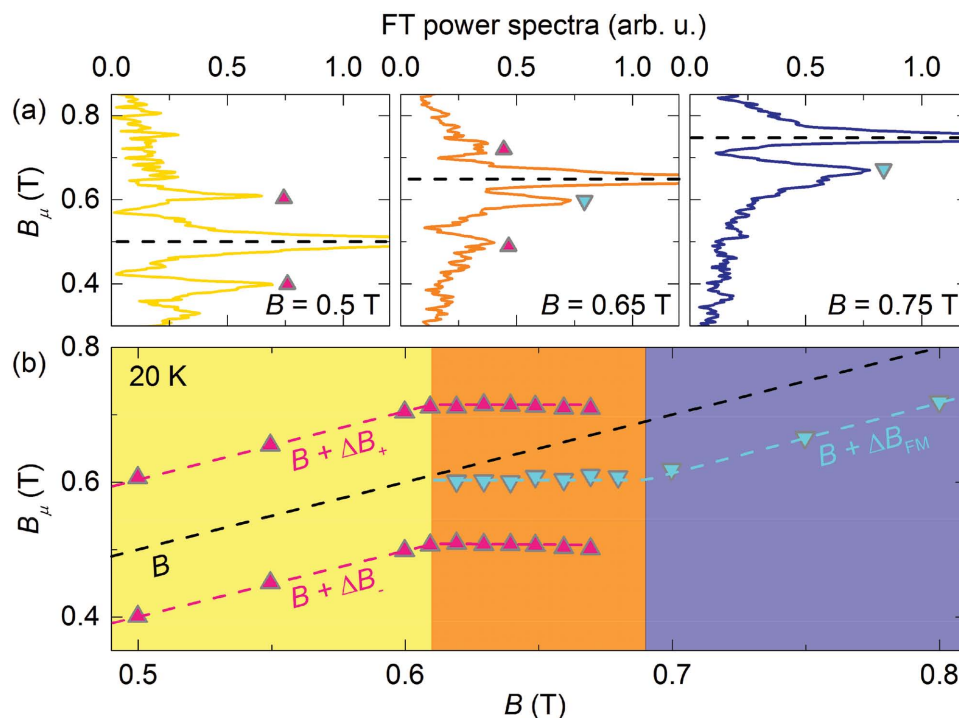 FT power spectra (arb. u.)
0.0 0.5 1.0 0.0 0.5 1.0 0.0 0.5 1.0
(a)
0.8
0.6
0.4
Bμ (T)
B = 0.5 T
B = 0.65 T
B = 0.75 T
(b)
0.8
0.6
0.4
Bμ (T)
20 K
B + ΔB+
B
B + ΔB-
B + ΔBFM
0.5 0.6 0.7 0.8
B (T)